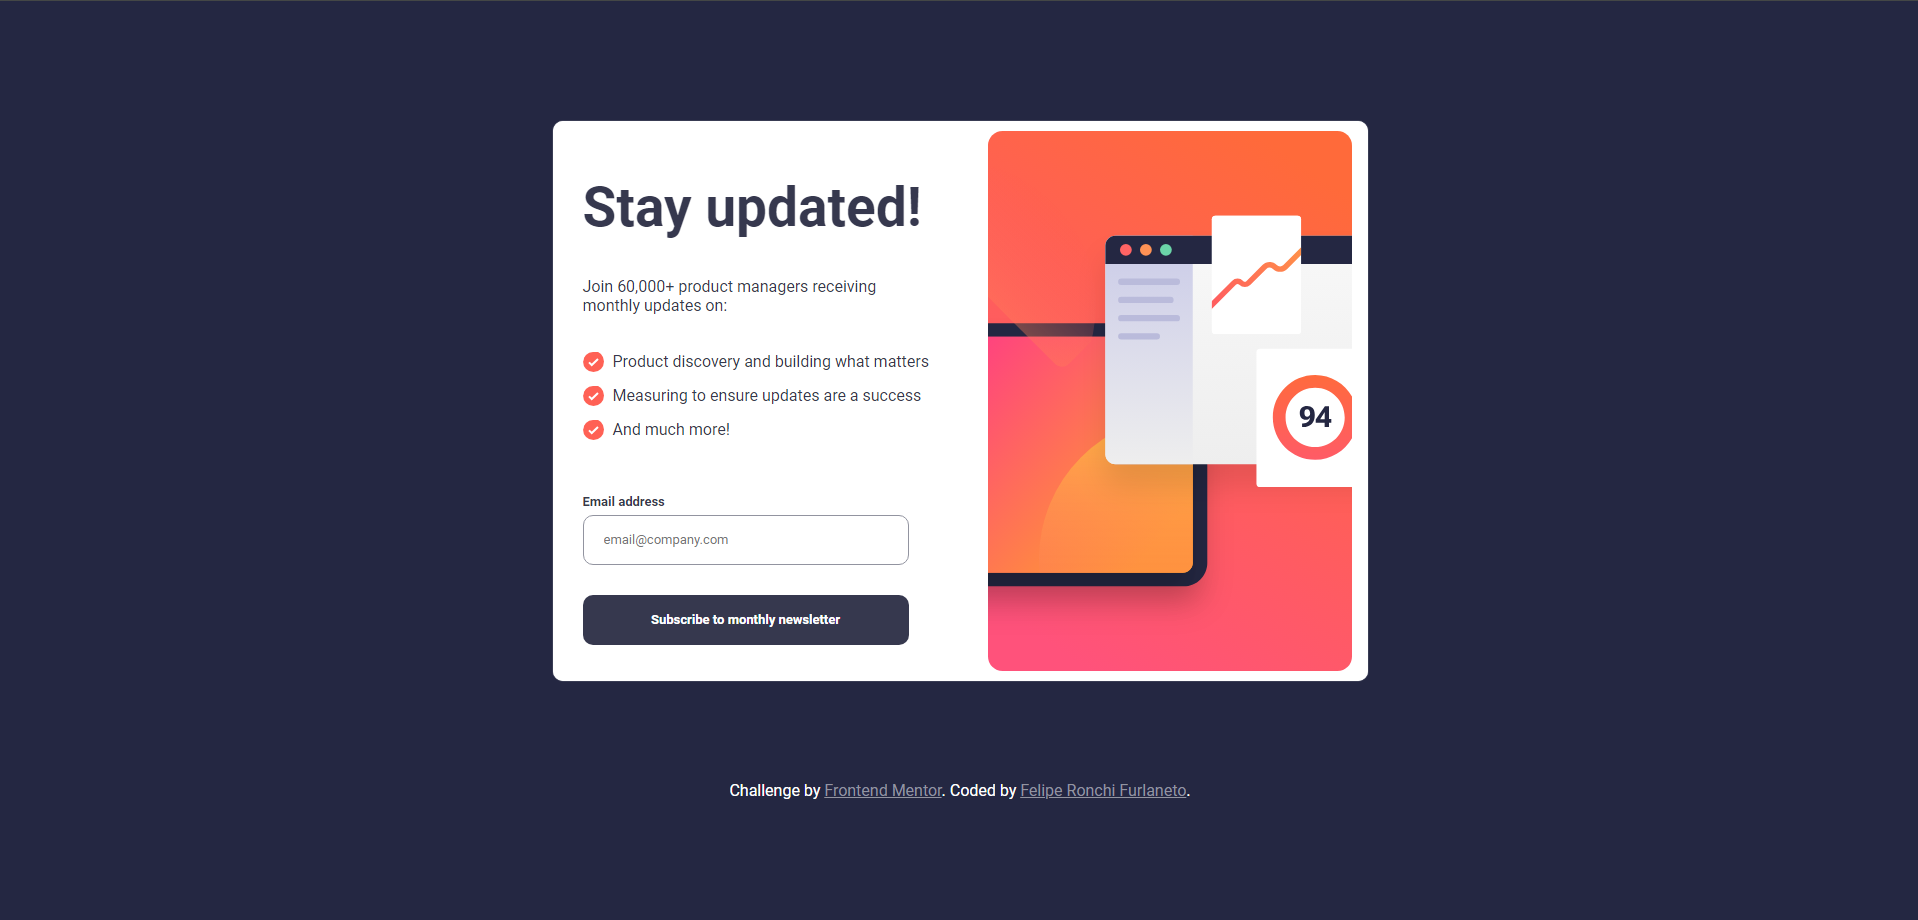 Stay updated!
Join 60,000+ product managers receiving
monthly updates on:
Product discovery and building what matters
Measuring to ensure updates are a success
And much more!
Email address
email@company.com
Subscribe to monthly newsletter
94
Challenge by Frontend Mentor. Coded by Felipe Ronchi Furlaneto.